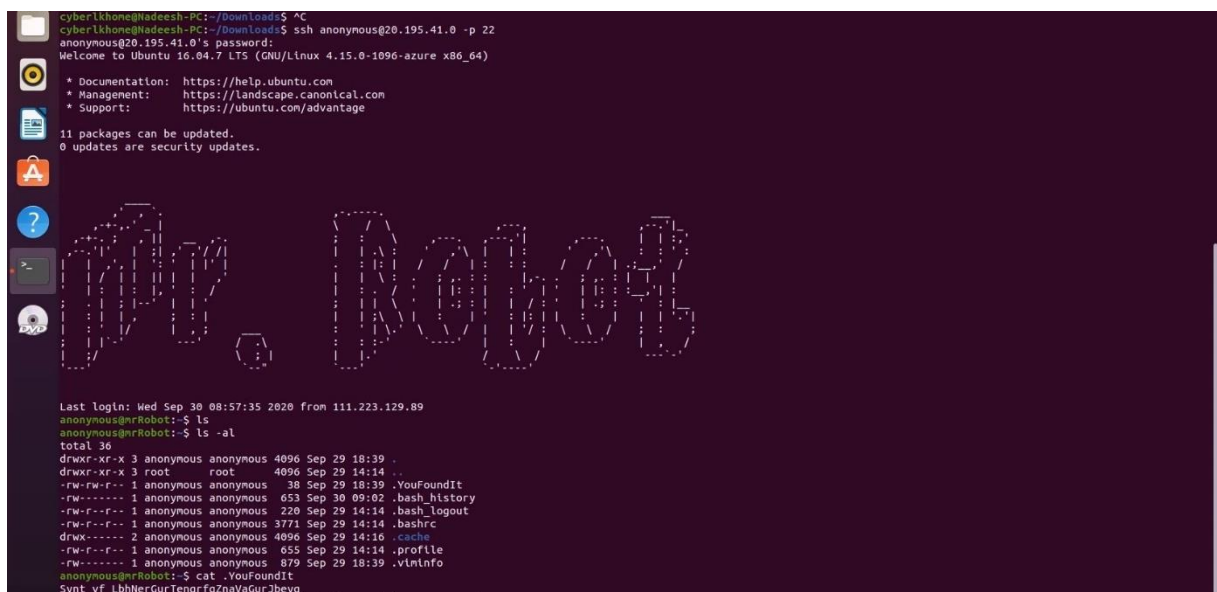 cyberlkhome@Nadeesh-PC:~/Downloads$ ^C
cyberlkhome@Nadeesh-PC:~/Downloads$ ssh anonymous@20.195.41.0 -p 22
anonymous@20.195.41.0's password:
Welcome to Ubuntu 16.04.7 LTS (GNU/Linux 4.15.0-1096-azure x86_64)
* Documentation: https://help.ubuntu.com
* Management: https://landscape.canonical.com
* Support: https://ubuntu.com/advantage
11 packages can be updated.
0 updates are security updates.
Mr. Robot
Last login: Wed Sep 30 08:57:35 2020 from 111.223.129.89
anonymous@mrRobot:~$ ls
anonymous@mrRobot:~$ ls -al
total 36
drwxr-xr-x 3 anonymous anonymous 4096 Sep 29 18:39 .
drwxr-xr-x 3 root root 4096 Sep 29 14:14 ..
-rw-rw-r-- 1 anonymous anonymous 38 Sep 29 18:39 .YouFoundIt
-rw------- 1 anonymous anonymous 653 Sep 30 09:02 .bash_history
-rw-r--r-- 1 anonymous anonymous 220 Sep 29 14:14 .bash_logout
-rw-r--r-- 1 anonymous anonymous 3771 Sep 29 14:14 .bashrc
drwx------ 2 anonymous anonymous 4096 Sep 29 14:16 .cache
-rw-r--r-- 1 anonymous anonymous 655 Sep 29 14:14 .profile
-rw------- 1 anonymous anonymous 879 Sep 29 18:39 .viminfo
anonymous@mrRobot:~$ cat .YouFoundIt
Synt vf
DVD